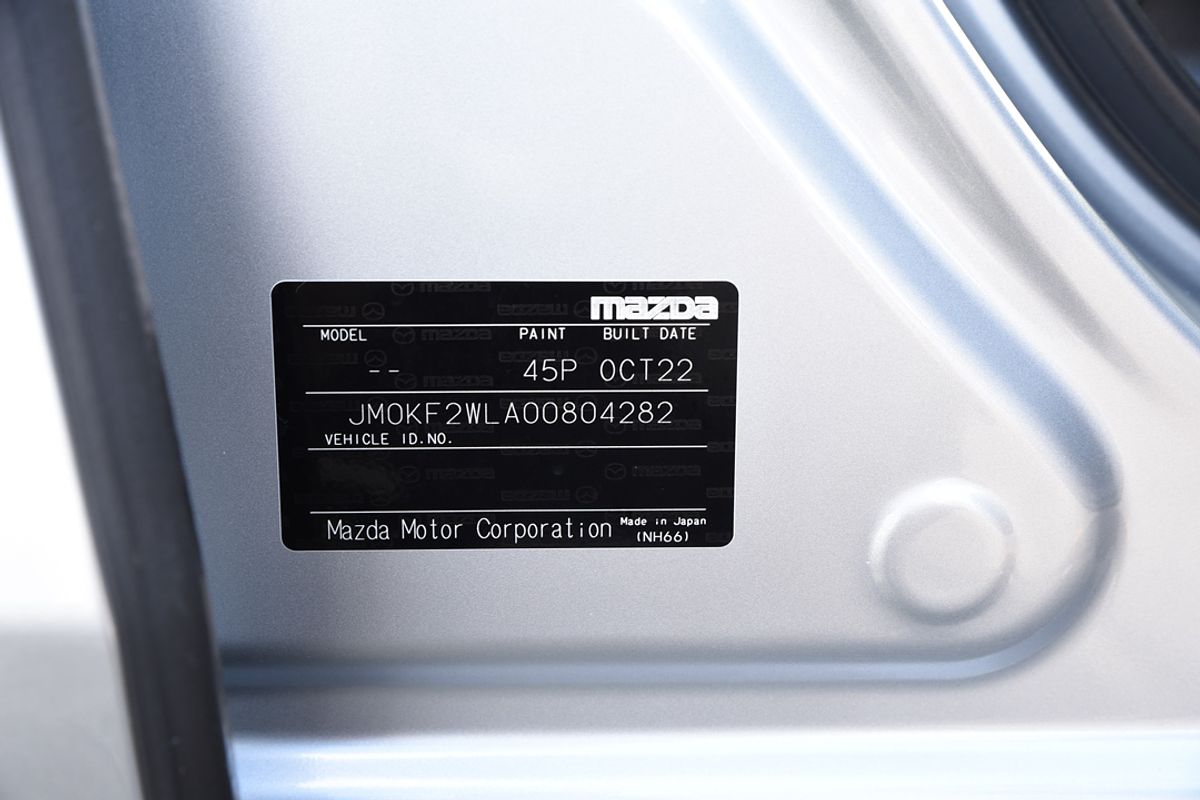 mazda
MODEL PAINT BUILT DATE
-- 45P OCT22
JM0KF2WLA00804282
VEHICLE ID.NO.
Mazda Motor Corporation Made in Japan
(NH66)